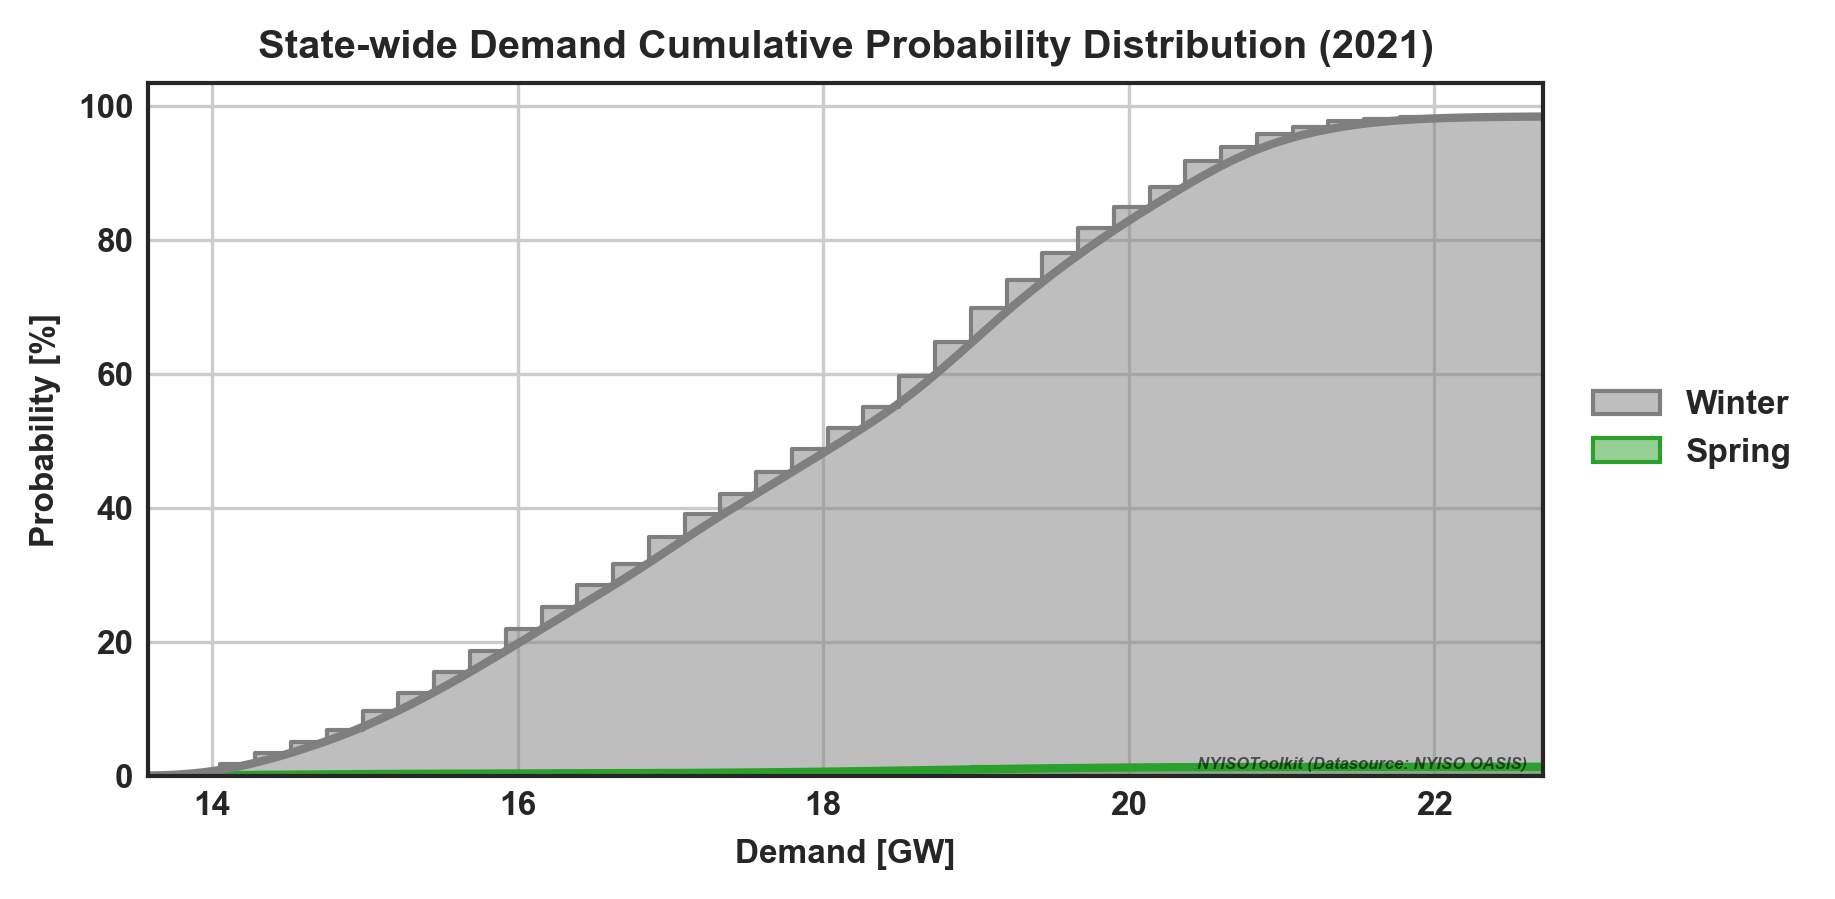 State-wide Demand Cumulative Probability Distribution (2021)
100
80
60
40
20
0
Probability [%]
Winter
Spring
NYISOToolkit (Datasource: NYISO OASIS)
14 16 18 20 22
Demand [GW]